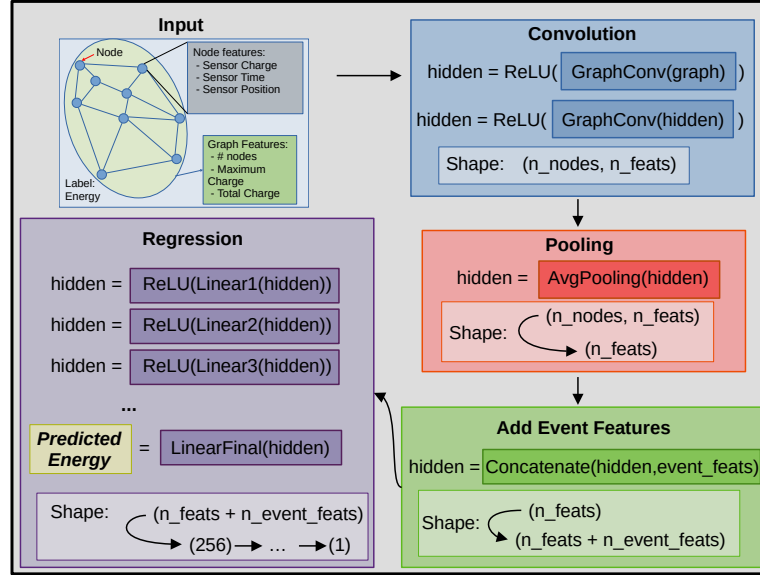 Input
Node
Node features:
- Sensor Charge
- Sensor Time
- Sensor Position
Graph Features:
- # nodes
- Maximum
Charge
- Total Charge
Label:
Energy
Convolution
hidden = ReLU( GraphConv(graph) )
hidden = ReLU( GraphConv(hidden) )
Shape: (n_nodes, n_feats)
Pooling
hidden = AvgPooling(hidden)
Shape: (n_nodes, n_feats)
(n_feats)
Add Event Features
hidden = Concatenate(hidden,event_feats)
Shape: (n_feats)
(n_feats + n_event_feats)
Regression
hidden = ReLU(Linear1(hidden))
hidden = ReLU(Linear2(hidden))
hidden = ReLU(Linear3(hidden))
...
Predicted
Energy = LinearFinal(hidden)
Shape: (n_feats + n_event_feats)
(256) ... (1)